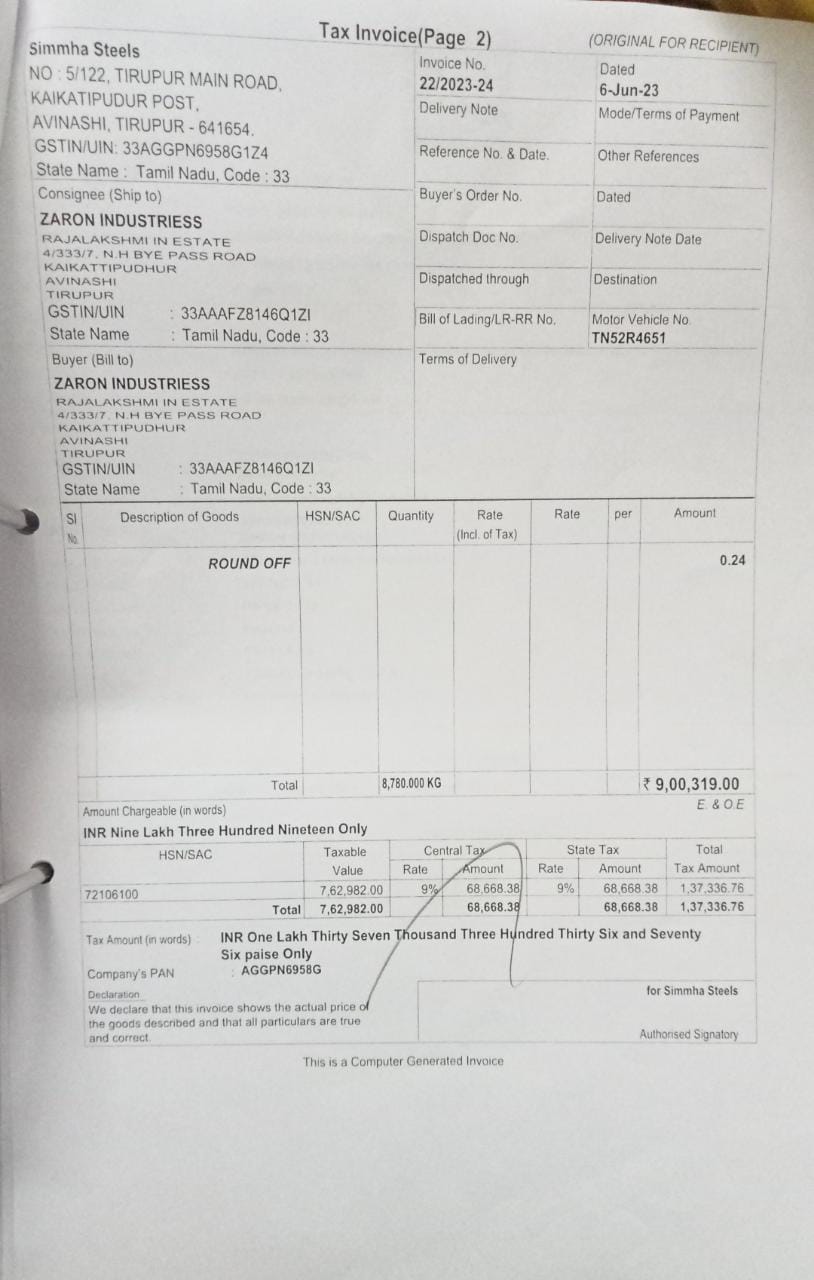 Tax Invoice(Page 2)
(ORIGINAL FOR RECIPIENT)
Simmha Steels
NO : 5/122, TIRUPUR MAIN ROAD,
KAIKATIPUDUR POST,
AVINASHI, TIRUPUR - 641654.
GSTIN/UIN: 33AGGPN6958G1Z4
State Name : Tamil Nadu, Code : 33
Invoice No.
22/2023-24
Dated
6-Jun-23
Delivery Note
Mode/Terms of Payment
Reference No. & Date.
Other References
Consignee (Ship to)
ZARON INDUSTRIESS
RAJALAKSHMI IN ESTATE
4/333/7, N.H BYE PASS ROAD
KAIKATTIPUDHUR
AVINASHI
TIRUPUR
GSTIN/UIN : 33AAAFZ8146Q1ZI
State Name : Tamil Nadu, Code : 33
Buyer's Order No.
Dated
Dispatch Doc No.
Delivery Note Date
Dispatched through
Destination
Bill of Lading/LR-RR No.
Motor Vehicle No.
TN52R4651
Buyer (Bill to)
ZARON INDUSTRIESS
RAJALAKSHMI IN ESTATE
4/333/7, N.H BYE PASS ROAD
KAIKATTIPUDHUR
AVINASHI
TIRUPUR
GSTIN/UIN : 33AAAFZ8146Q1ZI
State Name : Tamil Nadu, Code : 33
Terms of Delivery
Sl No. Description of Goods HSN/SAC Quantity Rate (Incl. of Tax) Rate per Amount
ROUND OFF 0.24
Total 8,780.000 KG ₹ 9,00,319.00
Amount Chargeable (in words) E. & O.E
INR Nine Lakh Three Hundred Nineteen Only
HSN/SAC Taxable Value Central Tax State Tax Total Tax Amount
Rate Amount Rate Amount
72106100 7,62,982.00 9% 68,668.38 9% 68,668.38 1,37,336.76
Total 7,62,982.00 68,668.38 68,668.38 1,37,336.76
Tax Amount (in words) : INR One Lakh Thirty Seven Thousand Three Hundred Thirty Six and Seventy
Six paise Only
Company's PAN : AGGPN6958G
Declaration
We declare that this invoice shows the actual price of
the goods described and that all particulars are true
and correct.
for Simmha Steels
Authorised Signatory
This is a Computer Generated Invoice